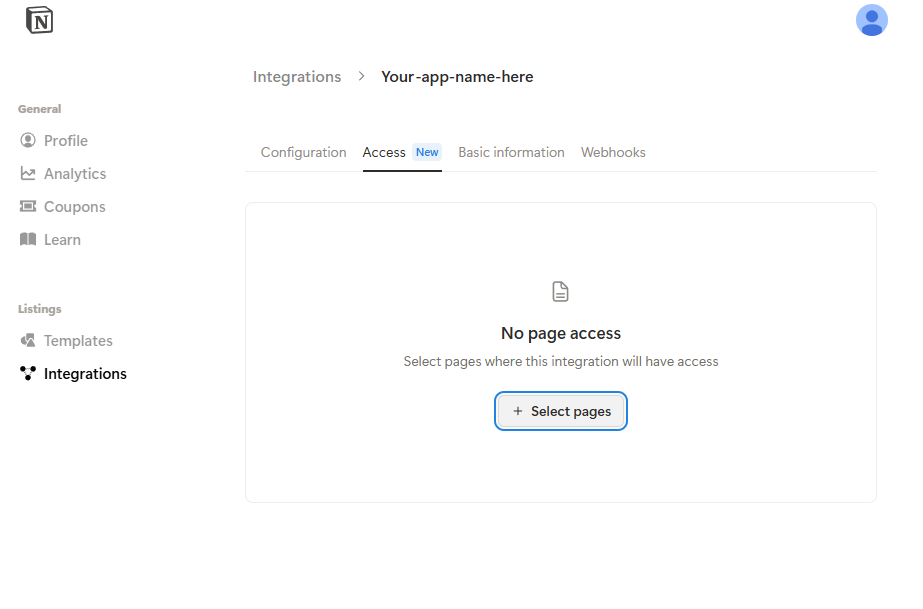 N
Integrations > Your-app-name-here
General
Profile
Analytics
Coupons
Learn
Listings
Templates
Integrations
Configuration Access New Basic information Webhooks
No page access
Select pages where this integration will have access
+ Select pages